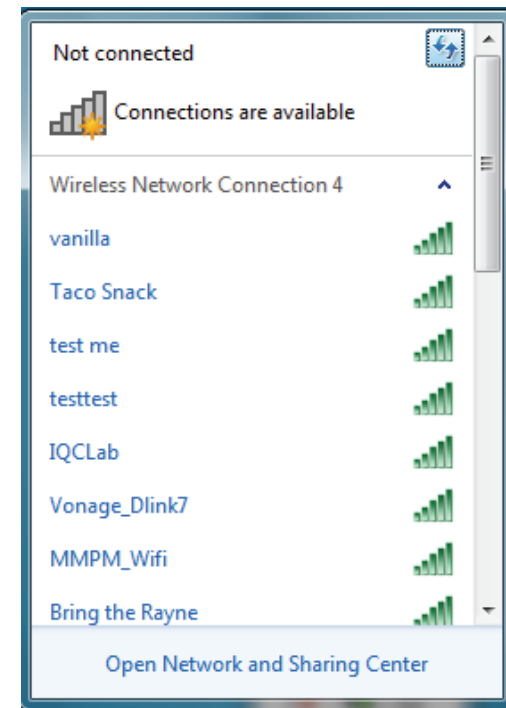 Not connected
Connections are available
Wireless Network Connection 4
vanilla
Taco Snack
test me
testtest
IQCLab
Vonage_Dlink7
MMPM_Wifi
Bring the Rayne
Open Network and Sharing Center